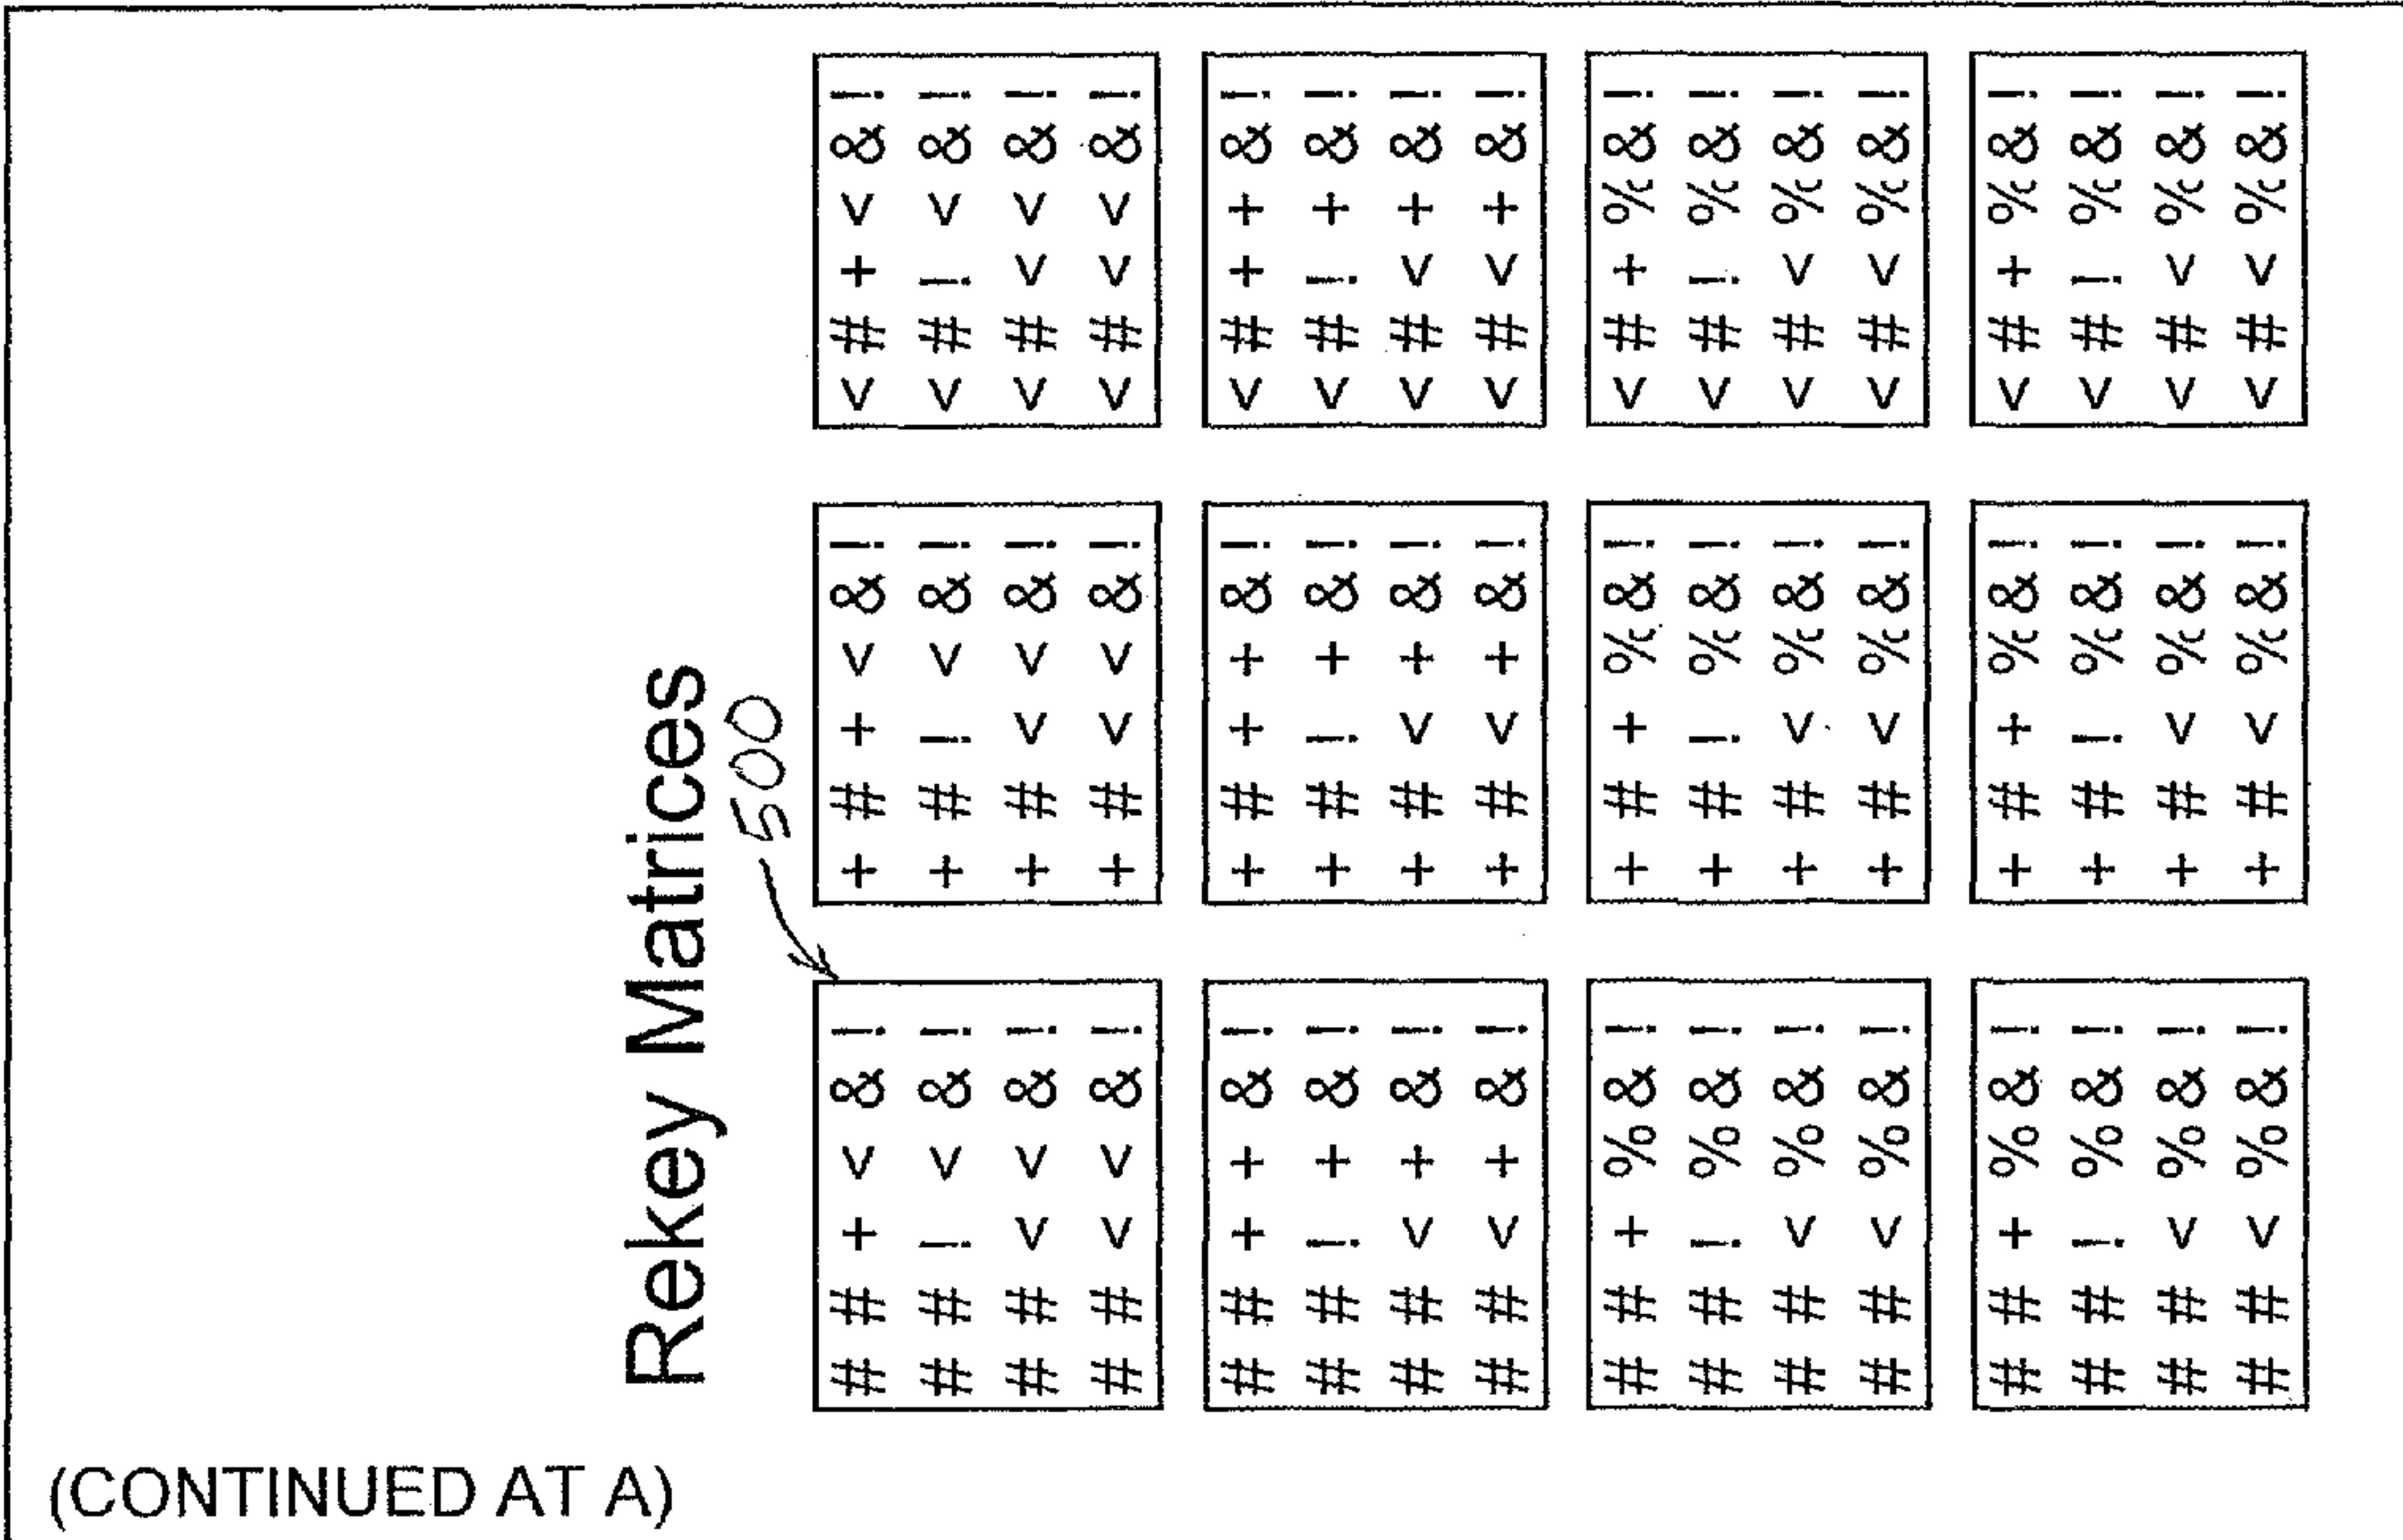 Rekey Matrices
500
# # + < & ! + # + < & ! < # + < & !
# # ! < & ! + # ! < & ! < # ! < & !
# # < < & ! + # < < & ! < # < < & !
# # < < & ! + # < < & ! < # < < & !
# # + + & ! + # + + & ! < # + + & !
# # ! + & ! + # ! + & ! < # ! + & !
# # < + & ! + # < + & ! < # < + & !
# # < + & ! + # < + & ! < # < + & !
# # + % & ! + # + % & ! < # + % & !
# # ! % & ! + # ! % & ! < # ! % & !
# # < % & ! + # < % & ! < # < % & !
# # < % & ! + # < % & ! < # < % & !
# # + % & ! + # + % & ! < # + % & !
# # ! % & ! + # ! % & ! < # ! % & !
# # < % & ! + # < % & ! < # < % & !
# # < % & ! + # < % & ! < # < % & !
(CONTINUED AT A)